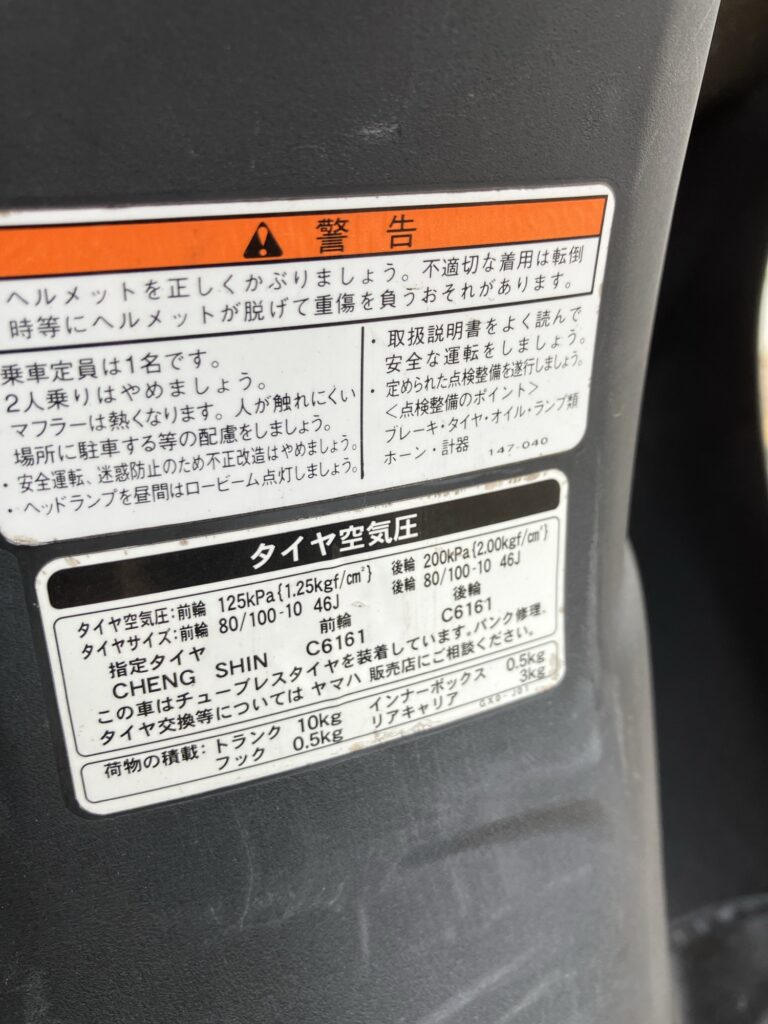 警告
ヘルメットを正しくかぶりましょう。不適切な着用は転倒
時等にヘルメットが脱げて重傷を負うおそれがあります。
乗車定員は1名です。
2人乗りはやめましょう。
マフラーは熱くなります。人が触れにくい
場所に駐車する等の配慮をしましょう。
・安全運転、迷惑防止のため不正改造はやめましょう。
・ヘッドランプを昼間はロービーム点灯しましょう。
・取扱説明書をよく読んで
安全な運転をしましょう。
・定められた点検整備を遂行しましょう。
<点検整備のポイント>
ブレーキ・タイヤ・オイル・ランプ類
ホーン・計器 147-040
タイヤ空気圧
タイヤ空気圧:前輪 125kPa{1.25kgf/cm²} 後輪 200kPa{2.00kgf/cm²}
タイヤサイズ:前輪 80/100-10 46J 後輪 80/100-10 46J
指定タイヤ 前輪 後輪
CHENG SHIN C6161 C6161
この車はチューブレスタイヤを装着しています。パンク修理、
タイヤ交換等については ヤマハ 販売店にご相談ください。
荷物の積載:トランク 10kg インナーボックス 0.5kg
フック 0.5kg リアキャリア 3kg